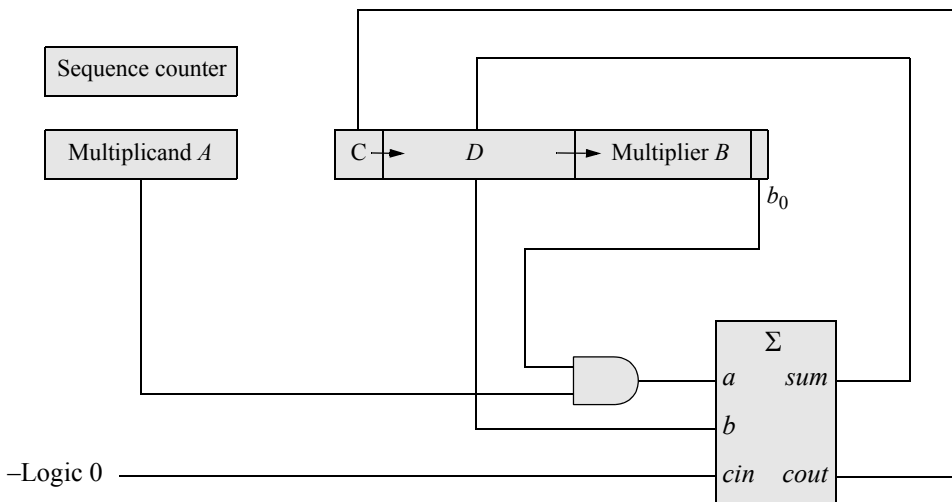 Sequence counter
Multiplicand A
C
D
Multiplier B
b0
Σ
a
sum
b
–Logic 0
cin
cout